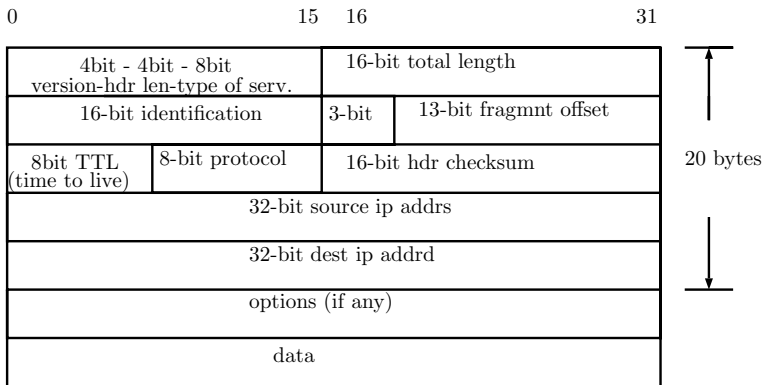 0 15 16 31
4bit - 4bit - 8bit
version-hdr len-type of serv.
16-bit total length
16-bit identification
3-bit
13-bit fragmnt offset
8bit TTL
(time to live)
8-bit protocol
16-bit hdr checksum
20 bytes
32-bit source ip addrs
32-bit dest ip addrd
options (if any)
data